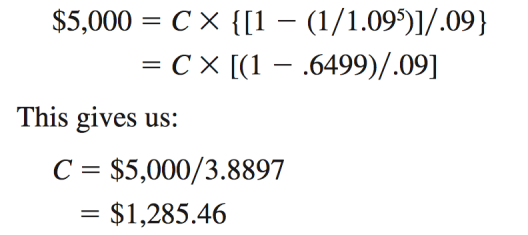 $5,000 = C × {[1 − (1/1.09⁵)]/.09}
= C × [(1 − .6499)/.09]
This gives us:
C = $5,000/3.8897
= $1,285.46